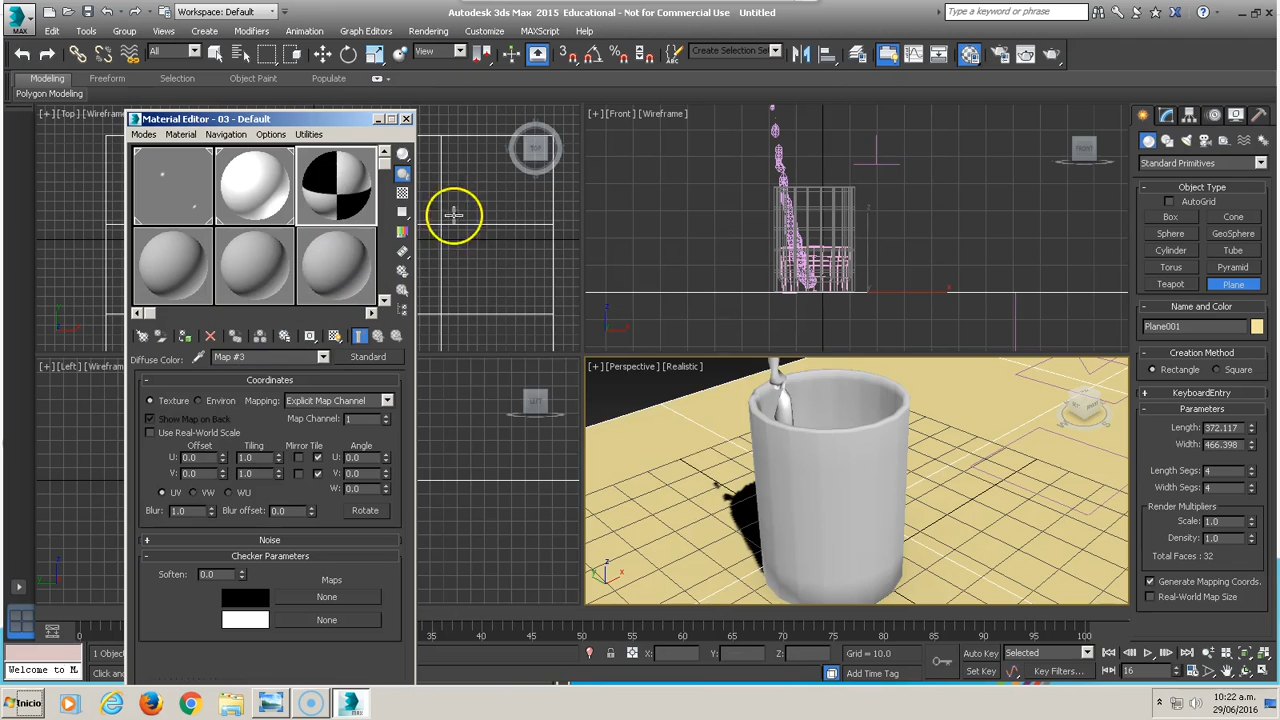 MAX
Workspace: Default
Autodesk 3ds Max 2015 Educational - Not for Commercial Use Untitled
Type a keyword or phrase
Edit Tools Group Views Create Modifiers Animation Graph Editors Rendering Customize MAXScript Help
All
View
Create Selection Se
Modeling Freeform Selection Object Paint Populate
Polygon Modeling
[+] [Top] [Wirefram
TOP
[+] [Front] [Wireframe]
FRONT
Material Editor - 03 - Default
Modes Material Navigation Options Utilities
Diffuse Color: Map #3 Standard
- Coordinates
Texture Environ Mapping: Explicit Map Channel
Show Map on Back Map Channel: 1
Use Real-World Scale
Offset Tiling Mirror Tile Angle
U: 0.0 1.0 U: 0.0
V: 0.0 1.0 V: 0.0
W: 0.0
UV VW WU
Blur: 1.0 Blur offset: 0.0 Rotate
+ Noise
- Checker Parameters
Soften: 0.0 Maps
None
None
[+] [Left] [Wirefram
LEFT
[+] [Perspective] [Realistic]
Standard Primitives
- Object Type
AutoGrid
Box Cone
Sphere GeoSphere
Cylinder Tube
Torus Pyramid
Teapot Plane
- Name and Color
Plane001
- Creation Method
Rectangle Square
+ KeyboardEntry
- Parameters
Length: 372.117
Width: 466.398
Length Segs: 4
Width Segs: 4
Render Multipliers
Scale: 1.0
Density: 1.0
Total Faces: 32
Generate Mapping Coords.
Real-World Map Size
0 35 40 45 50 55 60 65 70 75 80 85 90 95 100
1 Object X: Y: Z: Grid = 10.0 Auto Key Selected
Welcome to M Click and Add Time Tag Set Key Key Filters... 16
Inicio
10:22 a.m.
29/06/2016